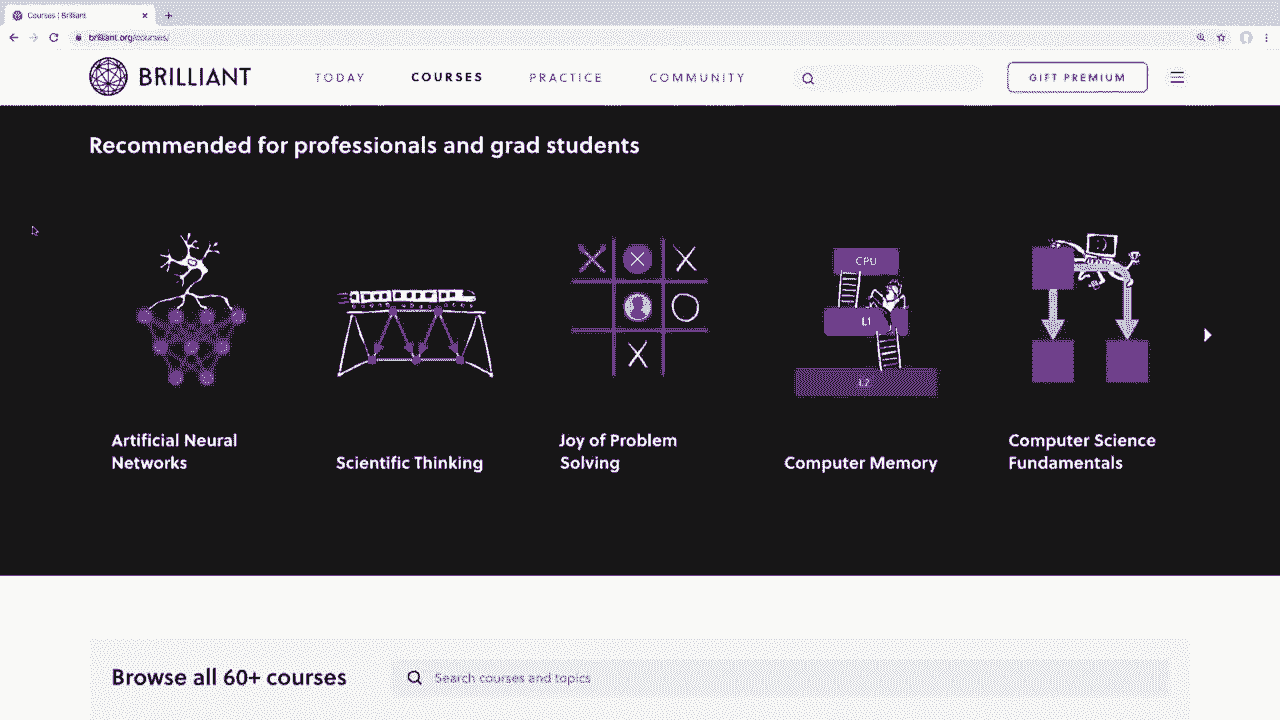 Courses | Brilliant
brilliant.org/courses/
BRILLIANT
TODAY
COURSES
PRACTICE
COMMUNITY
GIFT PREMIUM
Recommended for professionals and grad students
CPU
L1
L2
Artificial Neural
Networks
Scientific Thinking
Joy of Problem
Solving
Computer Memory
Computer Science
Fundamentals
Browse all 60+ courses
Search courses and topics